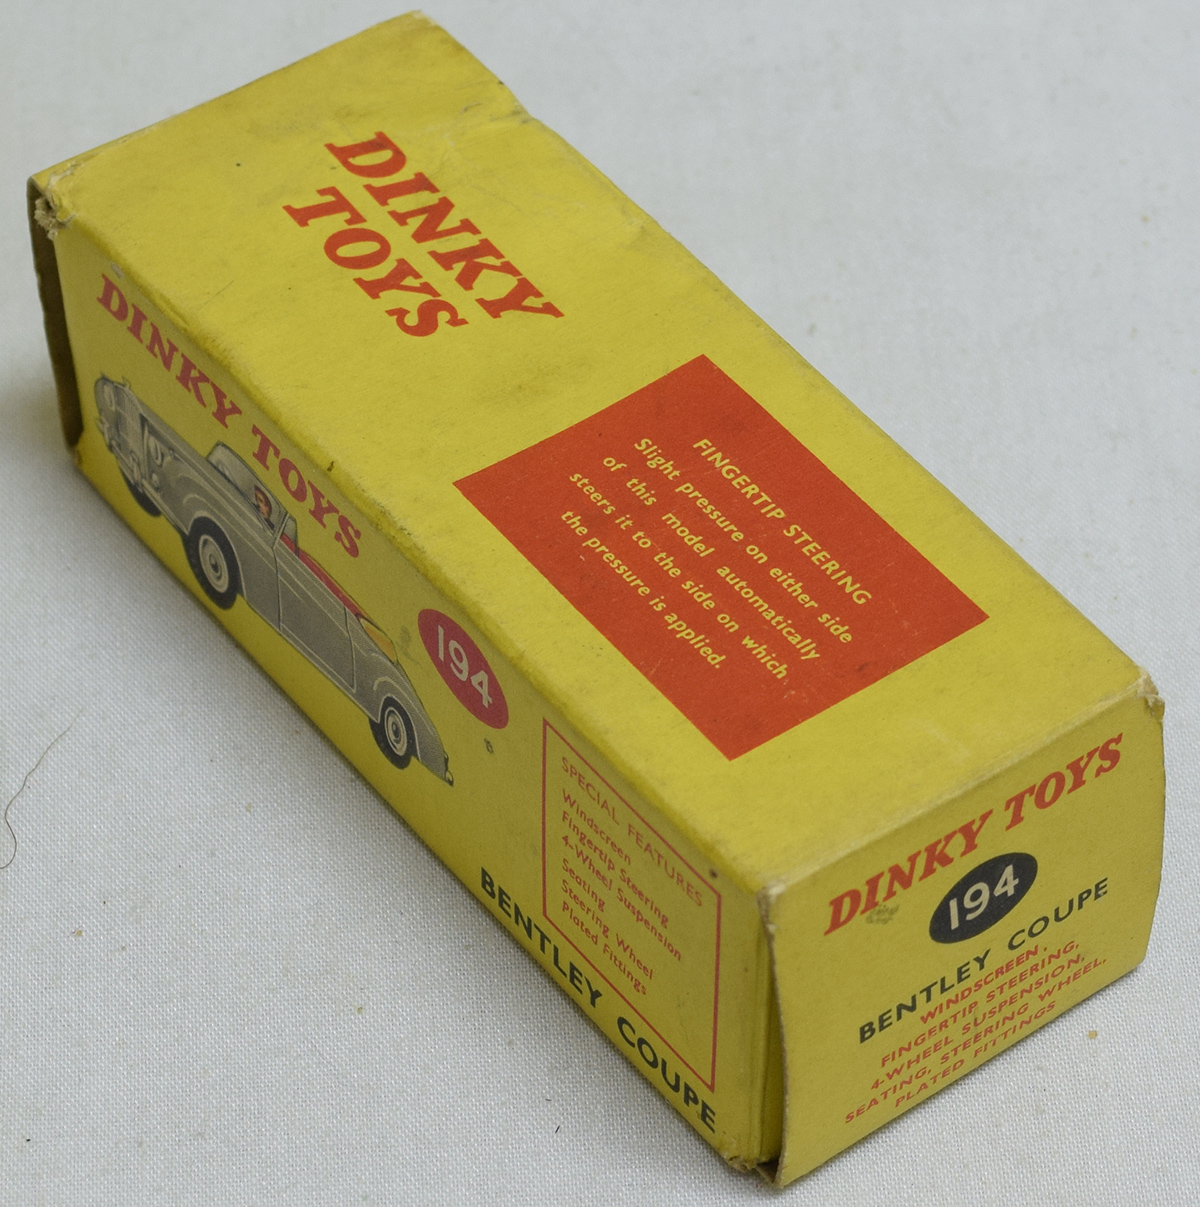 DINKY
TOYS
FINGERTIP STEERING
Slight pressure on either side
of this model automatically
steers it to the side on which
the pressure is applied.
DINKY TOYS
194
SPECIAL FEATURES
Windscreen
Fingertip Steering
4-Wheel Suspension
Seating
Steering Wheel
Plated Fittings
BENTLEY COUPE
DINKY TOYS
194
BENTLEY COUPE
WINDSCREEN,
FINGERTIP STEERING,
4-WHEEL SUSPENSION,
SEATING, STEERING WHEEL,
PLATED FITTINGS